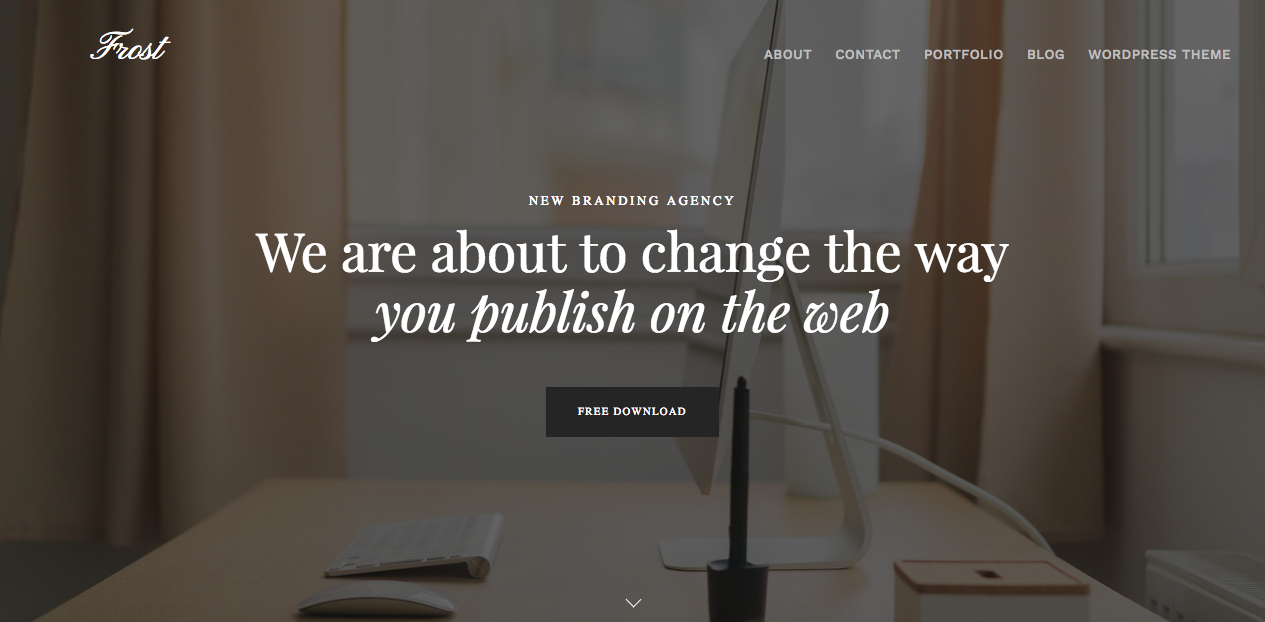 Frost
ABOUT CONTACT PORTFOLIO BLOG WORDPRESS THEME
NEW BRANDING AGENCY
We are about to change the way
you publish on the web
FREE DOWNLOAD